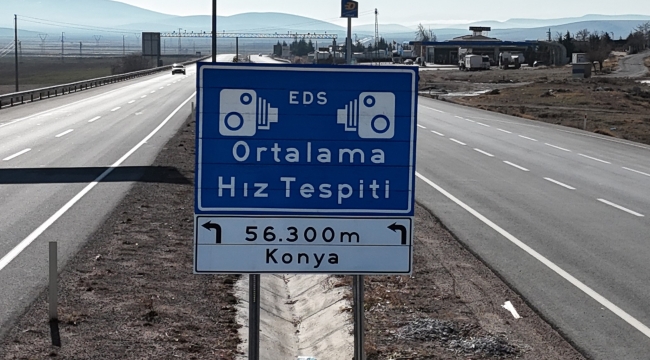 EDS
Ortalama
Hız Tespiti
56.300m
Konya